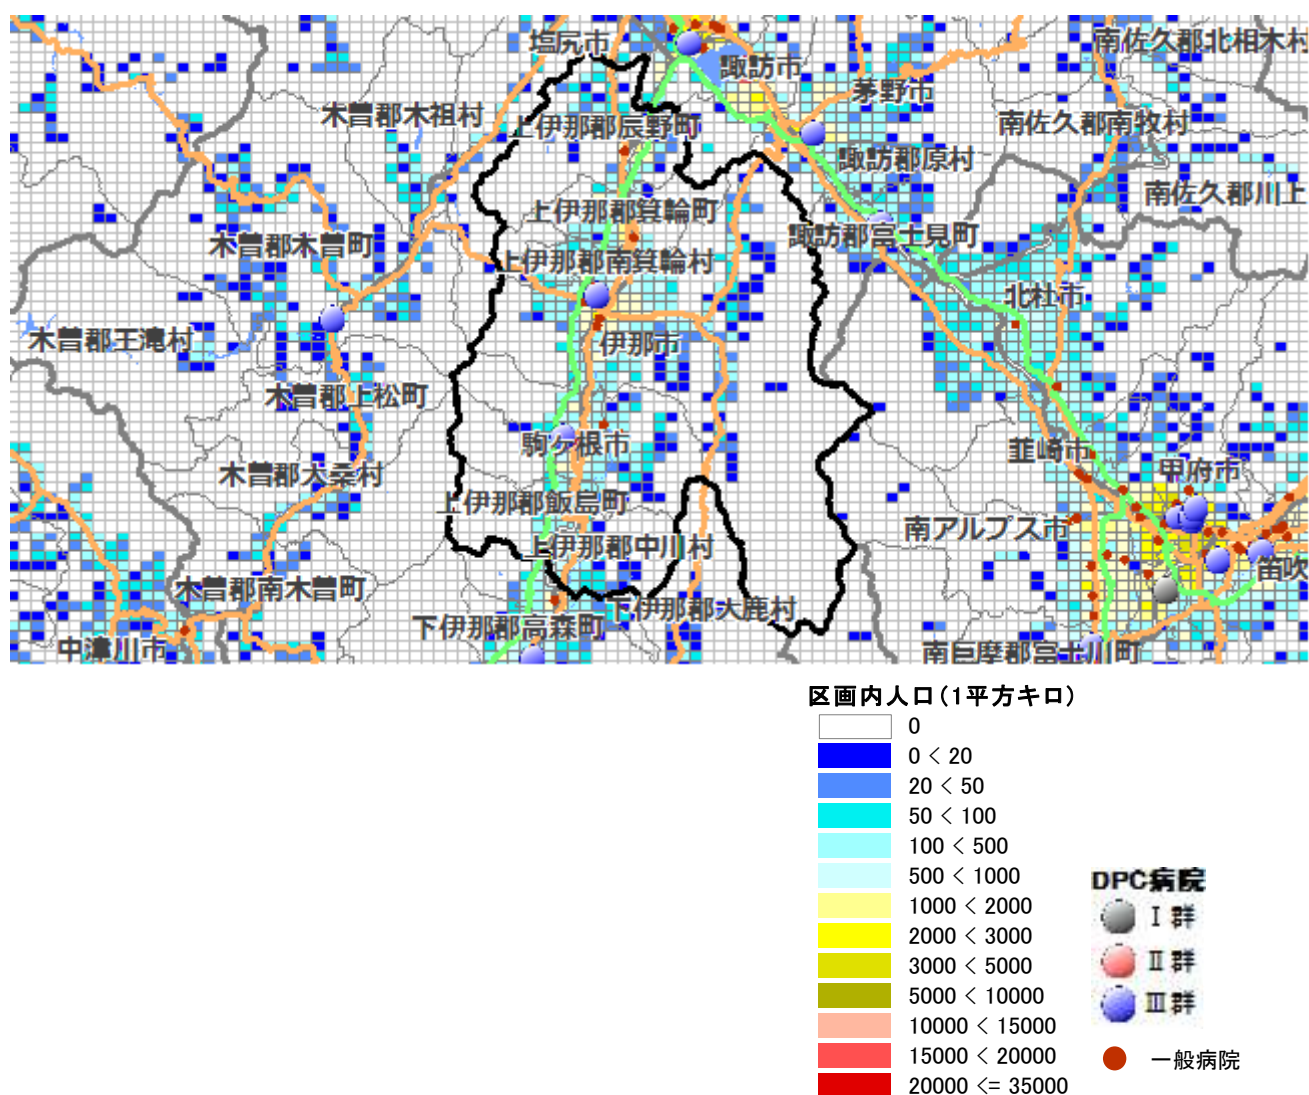 塩尻市
南佐久郡北相木村
諏訪市
茅野市
木曽郡木祖村
上伊那郡辰野町
南佐久郡南牧村
諏訪郡原村
南佐久郡川上
上伊那郡箕輪町
木曽郡木曽町
諏訪郡富士見町
上伊那郡南箕輪村
北杜市
木曽郡王滝村
伊那市
木曽郡上松町
駒ケ根市
韮崎市
木曽郡大桑村
甲府市
上伊那郡飯島町
南アルプス市
上伊那郡中川村
笛吹
木曽郡南木曽町
下伊那郡大鹿村
下伊那郡高森町
中津川市
南巨摩郡富士川町
区画内人口(1平方キロ)
0
0 < 20
20 < 50
50 < 100
100 < 500
500 < 1000
1000 < 2000
2000 < 3000
3000 < 5000
5000 < 10000
10000 < 15000
15000 < 20000
20000 <= 35000
DPC病院
Ⅰ群
Ⅱ群
Ⅲ群
一般病院